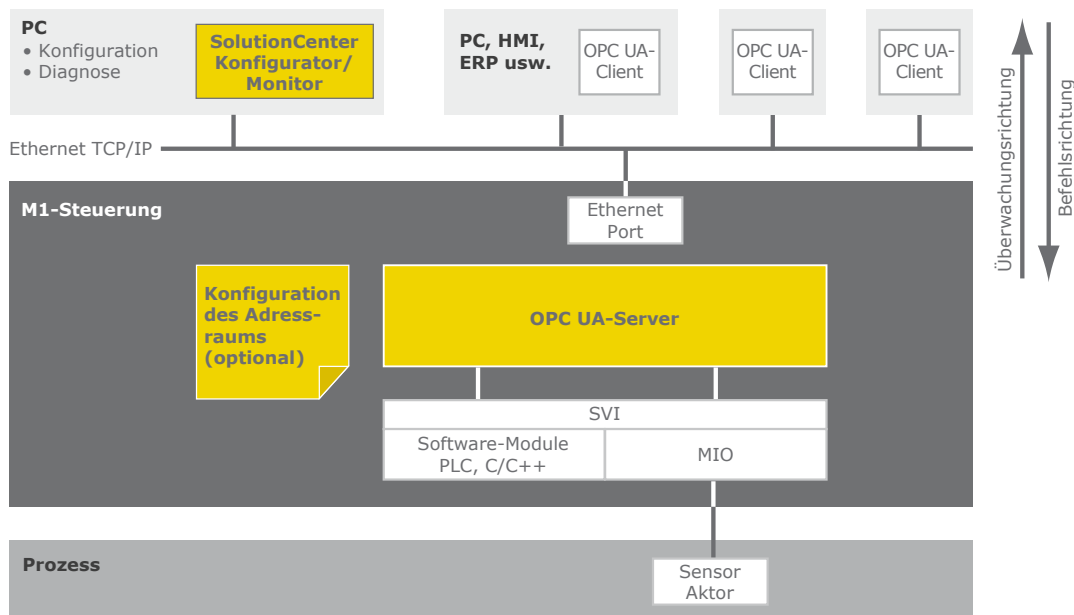 PC
• Konfiguration
• Diagnose
SolutionCenter
Konfigurator/
Monitor
PC, HMI,
ERP usw.
OPC UA-
Client
OPC UA-
Client
OPC UA-
Client
Überwachungsrichtung
Befehlsrichtung
Ethernet TCP/IP
M1-Steuerung
Ethernet
Port
Konfiguration
des Adress-
raums
(optional)
OPC UA-Server
SVI
Software-Module
PLC, C/C++
MIO
Prozess
Sensor
Aktor